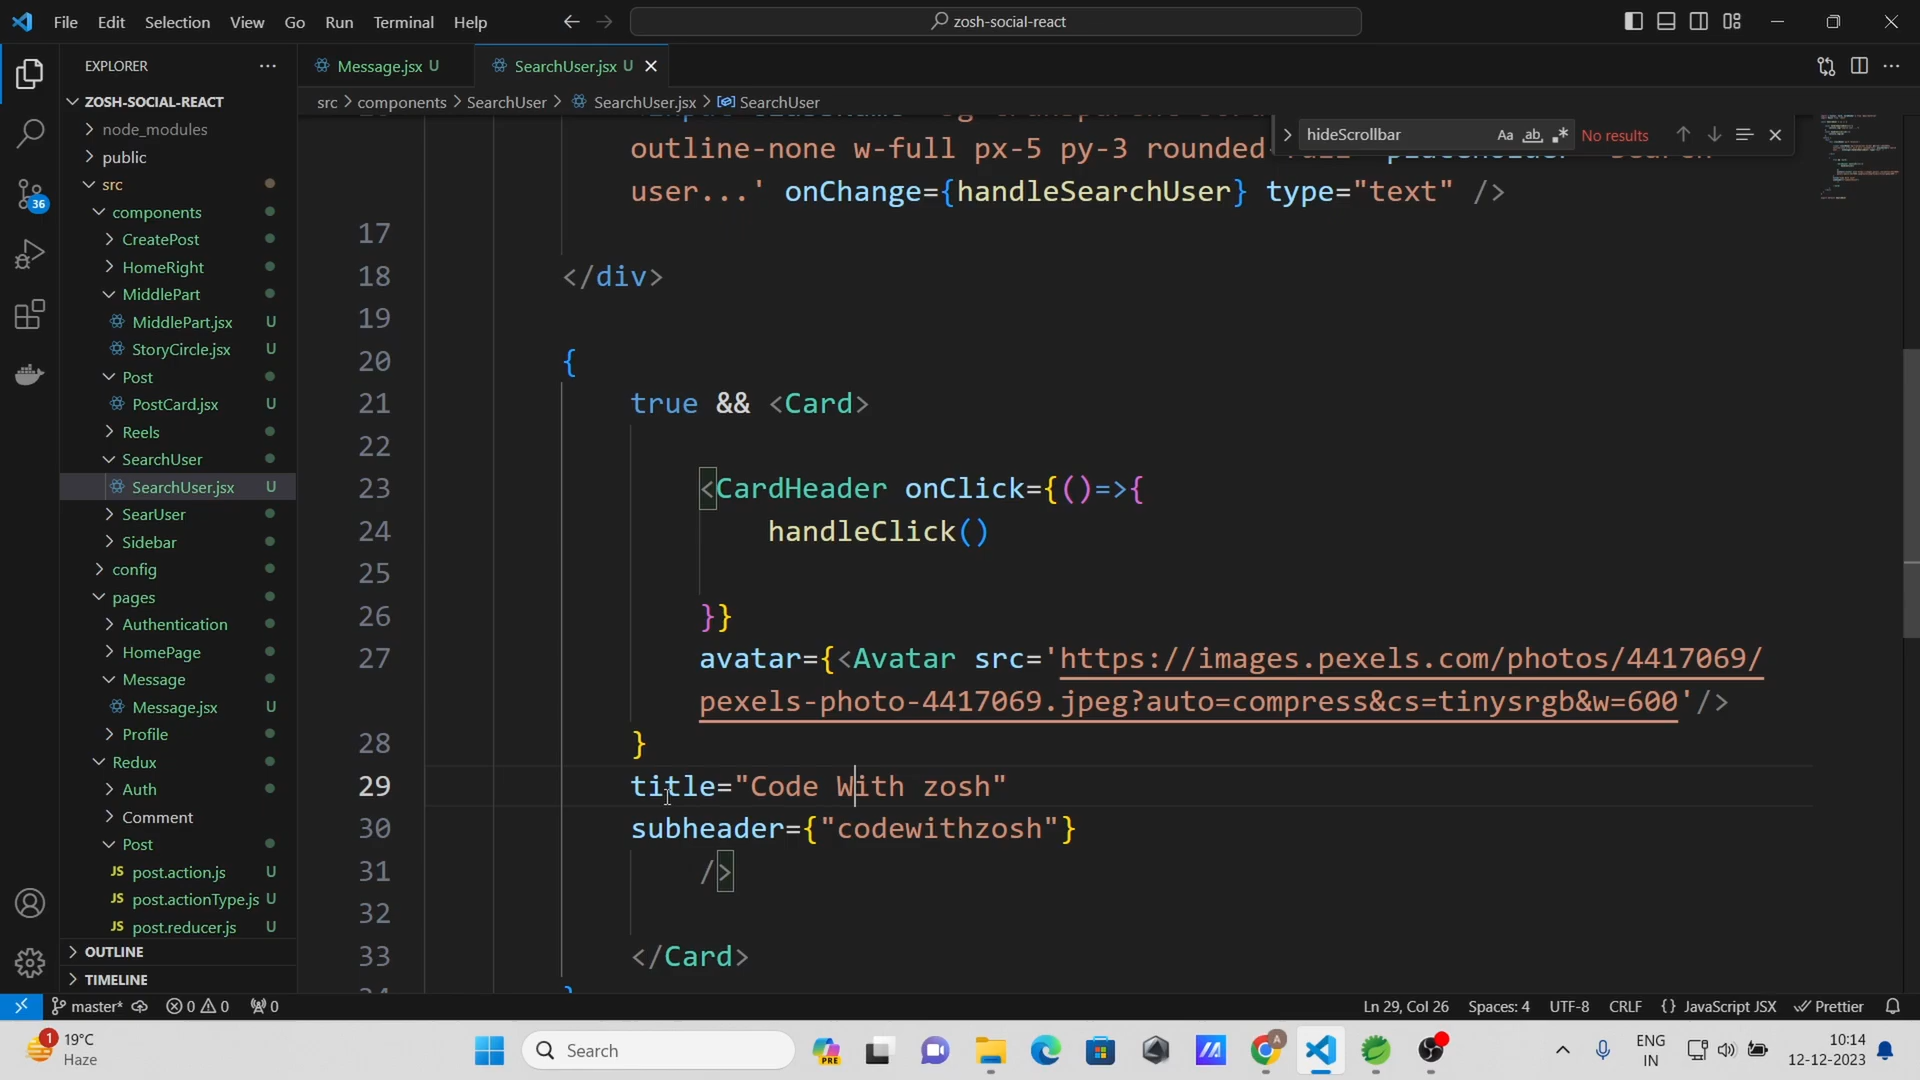 File Edit Selection View Go Run Terminal Help
zosh-social-react
EXPLORER
ZOSH-SOCIAL-REACT
node_modules
public
src
components
CreatePost
HomeRight
MiddlePart
MiddlePart.jsx U
StoryCircle.jsx U
Post
PostCard.jsx U
Reels
SearchUser
SearchUser.jsx U
SearUser
Sidebar
config
pages
Authentication
HomePage
Message
Message.jsx U
Profile
Redux
Auth
Comment
Post
JS post.action.js U
JS post.actionType.js U
JS post.reducer.js U
OUTLINE
TIMELINE
36
Message.jsx U
SearchUser.jsx U
src > components > SearchUser > SearchUser.jsx > SearchUser
hideScrollbar Aa ab No results
outline-none w-full px-5 py-3 rounded
user...' onChange={handleSearchUser} type="text" />
17
18 </div>
19
20 {
21 true && <Card>
22
23 <CardHeader onClick={()=>{
24 handleClick()
25
26 }}
27 avatar={<Avatar src='https://images.pexels.com/photos/4417069/
pexels-photo-4417069.jpeg?auto=compress&cs=tinysrgb&w=600'/>
28 }
29 title="Code With zosh"
30 subheader={"codewithzosh"}
31 />
32
33 </Card>
master* 0 0 0
Ln 29, Col 26 Spaces: 4 UTF-8 CRLF {} JavaScript JSX Prettier
1 19°C
Haze
Search
PRE
A
ENG
IN
10:14
12-12-2023